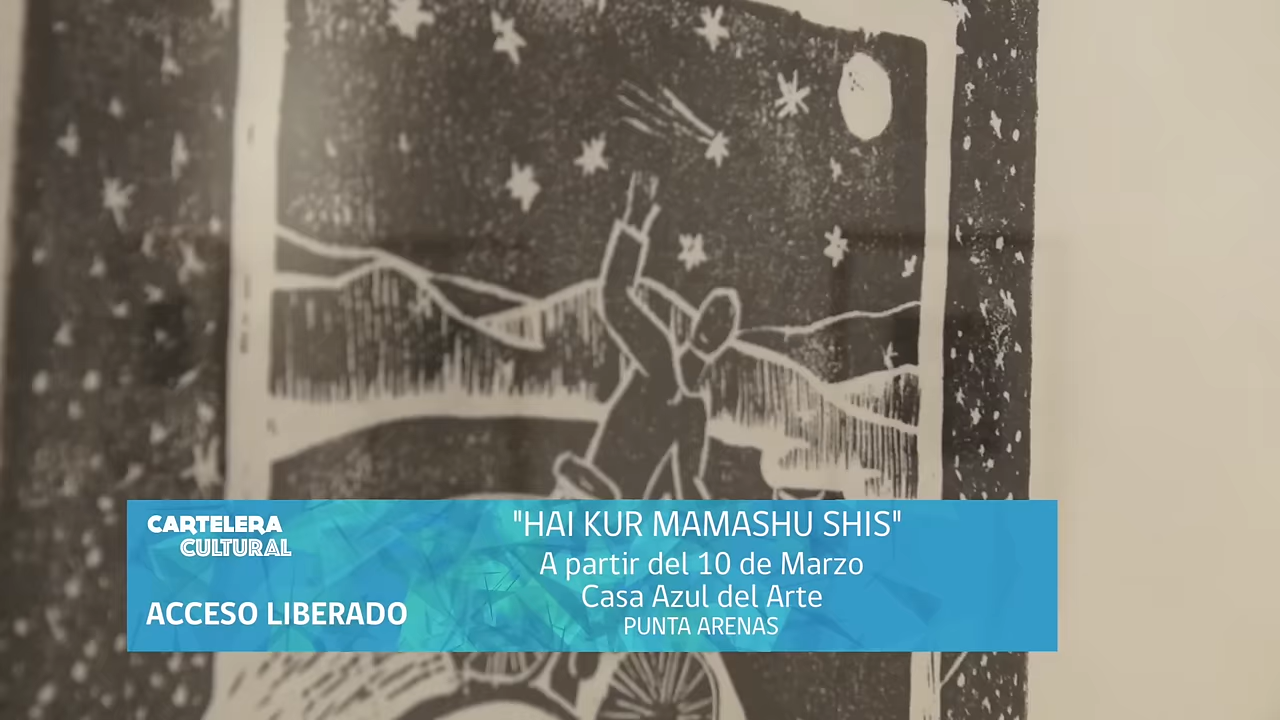 CARTELERA
CULTURAL
ACCESO LIBERADO
"HAI KUR MAMASHU SHIS"
A partir del 10 de Marzo
Casa Azul del Arte
PUNTA ARENAS